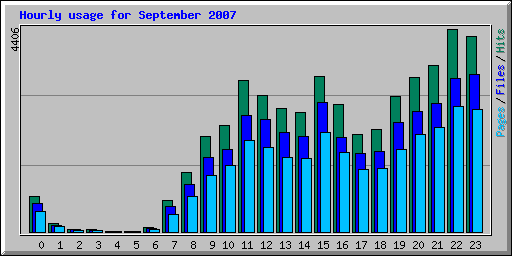 Hourly usage for September 2007
4406
Pages / Files / Hits
0 1 2 3 4 5 6 7 8 9 10 11 12 13 14 15 16 17 18 19 20 21 22 23